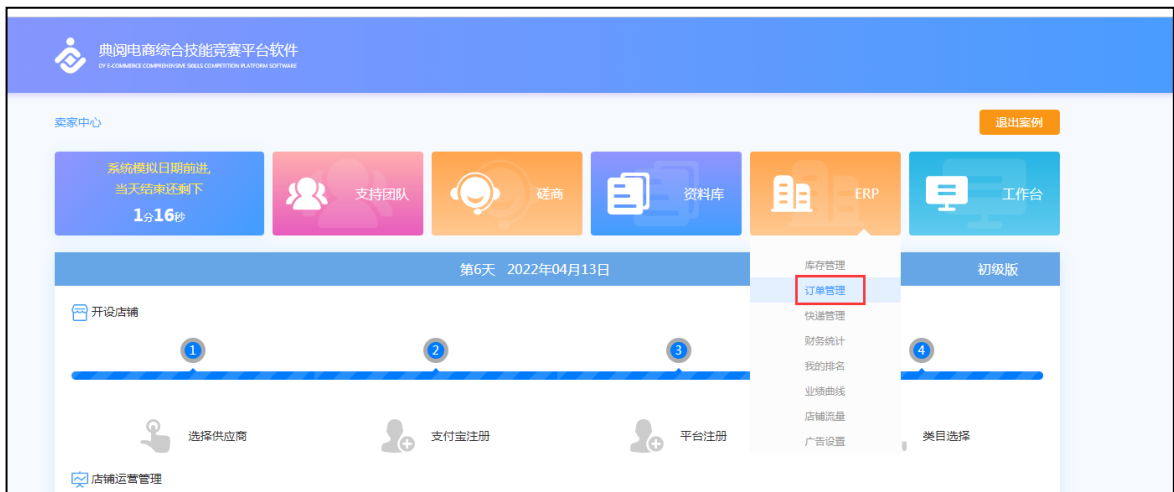 典阅电商综合技能竞赛平台软件
DY E-COMMERCE COMPREHENSIVE SKILLS COMPETITION PLATFORM SOFTWARE
卖家中心
退出案例
系统模拟日期前进,
当天结束还剩下
1分16秒
支持团队
磋商
资料库
ERP
工作台
第6天 2022年04月13日
初级版
库存管理
订单管理
快递管理
财务统计
我的排名
业绩曲线
店铺流量
广告设置
开设店铺
1
2
3
4
选择供应商
支付宝注册
平台注册
类目选择
店铺运营管理